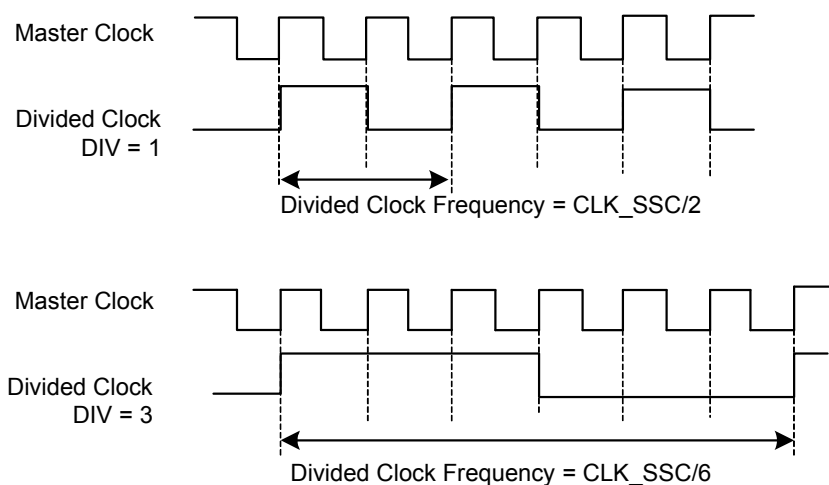 Master Clock
Divided Clock
DIV = 1
Divided Clock Frequency = CLK_SSC/2
Master Clock
Divided Clock
DIV = 3
Divided Clock Frequency = CLK_SSC/6